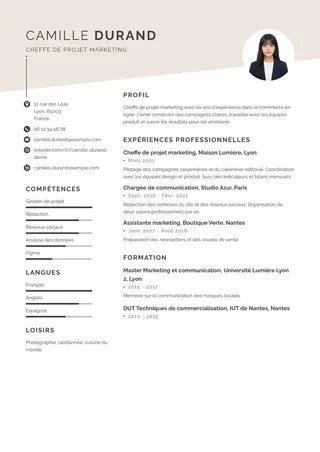 CAMILLE DURAND
CHEFFE DE PROJET MARKETING
12 rue des Lilas
Lyon, 69003
France
06 12 34 56 78
camille.durand@example.com
linkedin.com/in/camille-durand-
demo
camille-durand.example.com
COMPÉTENCES
Gestion de projet
Rédaction
Réseaux sociaux
Analyse des données
Figma
LANGUES
Français
Anglais
Espagnol
LOISIRS
Photographie, randonnée, cuisine du
monde
PROFIL
Cheffe de projet marketing avec six ans d'expérience dans le commerce en
ligne. J'aime construire des campagnes claires, travailler avec les équipes
produit et suivre les résultats pour les améliorer.
EXPÉRIENCES PROFESSIONNELLES
Cheffe de projet marketing, Maison Lumière, Lyon
• Mars 2021
Pilotage des campagnes saisonnières et du calendrier éditorial. Coordination
avec les équipes design et produit. Suivi des indicateurs et bilans mensuels.
Chargée de communication, Studio Azur, Paris
• Sept. 2018 - Févr. 2021
Rédaction des contenus du site et des réseaux sociaux. Organisation de
deux salons professionnels par an.
Assistante marketing, Boutique Verte, Nantes
• Janv. 2017 - Août 2018
Préparation des newsletters et des visuels de vente.
FORMATION
Master Marketing et communication, Université Lumière Lyon
2, Lyon
• 2015 - 2017
Mémoire sur la communication des marques locales
DUT Techniques de commercialisation, IUT de Nantes, Nantes
• 2013 - 2015